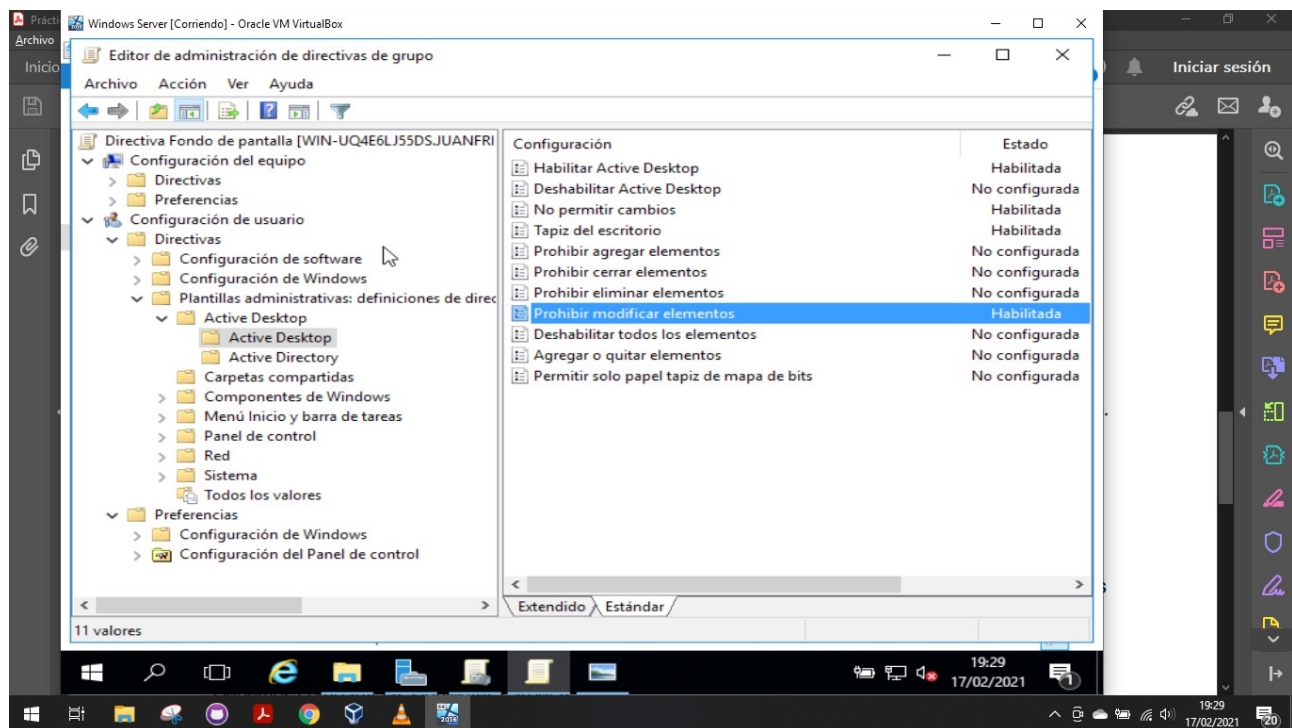 Prácti
Windows Server [Corriendo] - Oracle VM VirtualBox
Archivo
Editor de administración de directivas de grupo
Inicio
Iniciar sesión
Archivo Acción Ver Ayuda
Directiva Fondo de pantalla [WIN-UQ4E6LJ55DS.JUANFRI
Configuración del equipo
Directivas
Preferencias
Configuración de usuario
Directivas
Configuración de software
Configuración de Windows
Plantillas administrativas: definiciones de direc
Active Desktop
Active Desktop
Active Directory
Carpetas compartidas
Componentes de Windows
Menú Inicio y barra de tareas
Panel de control
Red
Sistema
Todos los valores
Preferencias
Configuración de Windows
Configuración del Panel de control
Configuración Estado
Habilitar Active Desktop Habilitada
Deshabilitar Active Desktop No configurada
No permitir cambios Habilitada
Tapiz del escritorio Habilitada
Prohibir agregar elementos No configurada
Prohibir cerrar elementos No configurada
Prohibir eliminar elementos No configurada
Prohibir modificar elementos Habilitada
Deshabilitar todos los elementos No configurada
Agregar o quitar elementos No configurada
Permitir solo papel tapiz de mapa de bits No configurada
Extendido Estándar
11 valores
19:29
17/02/2021
1
2016
19:29
17/02/2021
20